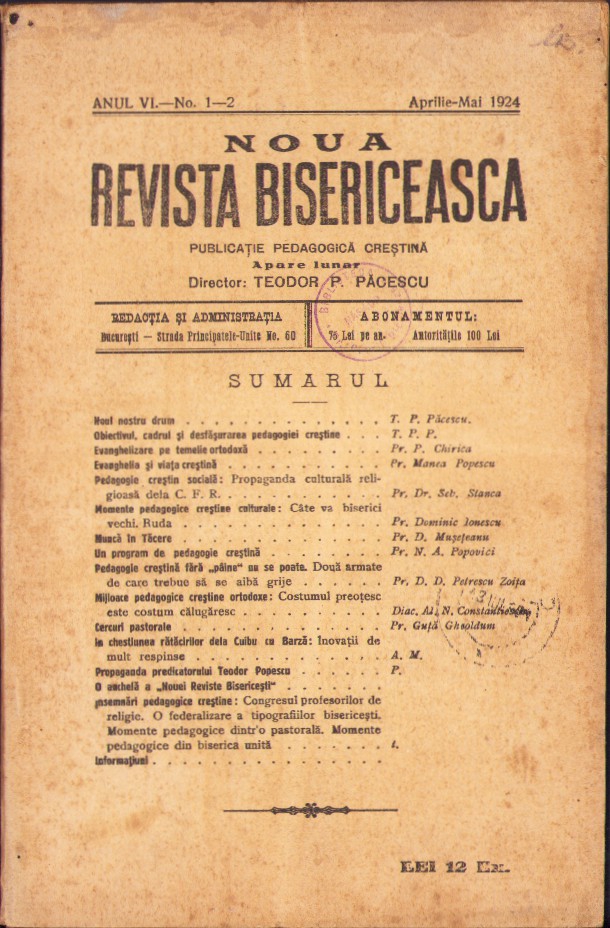 ANUL VI.—No. 1—2 Aprilie-Mai 1924
NOUA
REVISTA BISERICEASCA
PUBLICAȚIE PEDAGOGICĂ CREȘTINĂ
Apare lunar
Director: TEODOR P. PĂCESCU
REDACȚIA ȘI ADMINISTRAȚIA
București — Strada Principatele-Unite No. 60
ABONAMENTUL:
75 Lei pe an. Autoritățile 100 Lui
SUMARUL
Noul nostru drum . . . . . . . . . . . . . . T. P. Păcescu.
Obiectivul, cadrul și desfășurarea pedagogiei creștine . . . T. P. P.
Evanghelizare pe temelie ortodoxă . . . . . . . . . Pr. P. Chirica
Evanghelia și viața creștină . . . . . . . . . . . Pr. Manea Popescu
Pedagogie creștin socială: Propaganda culturală reli-
gioasă dela C. F. R. . . . . . . . . . . . Pr. Dr. Seb. Stanca
Momente pedagogice creștine culturale: Câte va biserici
vechi. Ruda . . . . . . . . . . . . . . Pr. Dominic Ionescu
Muncă în Tăcere . . . . . . . . . . . . . . Pr. D. Mușețeanu
Un program de pedagogie creștină . . . . . . . . Pr. N. A. Popovici
Pedagogie creștină fără „pâine" nu se poate. Două armate
de care trebue să se aibă grije . . . . . . Pr. D. D. Petrescu Zoița
Mijloace pedagogice creștine ortodoxe: Costumul preoțesc
este costum călugăresc . . . . . . . . . . Diac. Al. N. Constantinescu
Cercuri pastorale . . . . . . . . . . . . . . Pr. Guță Gheoldum
In chestiunea rătăcirilor dela Cuibu cu Barză: Inovații de
mult respinse . . . . . . . . . . . . . A. M.
Propaganda predicatorului Teodor Popescu . . . . . . P.
O anchelă a „Nouei Reviste Bisericești" . . . . . . .
Insemnări pedagogice creștine: Congresul profesorilor de
religie. O federalizare a tipografiilor bisericești.
Momente pedagogice dintr'o pastorală. Momente
pedagogice din biserica unită . . . . . . . t.
Informațiuni . . . . . . . . . . . . . . . .
LEI 12 Ex.